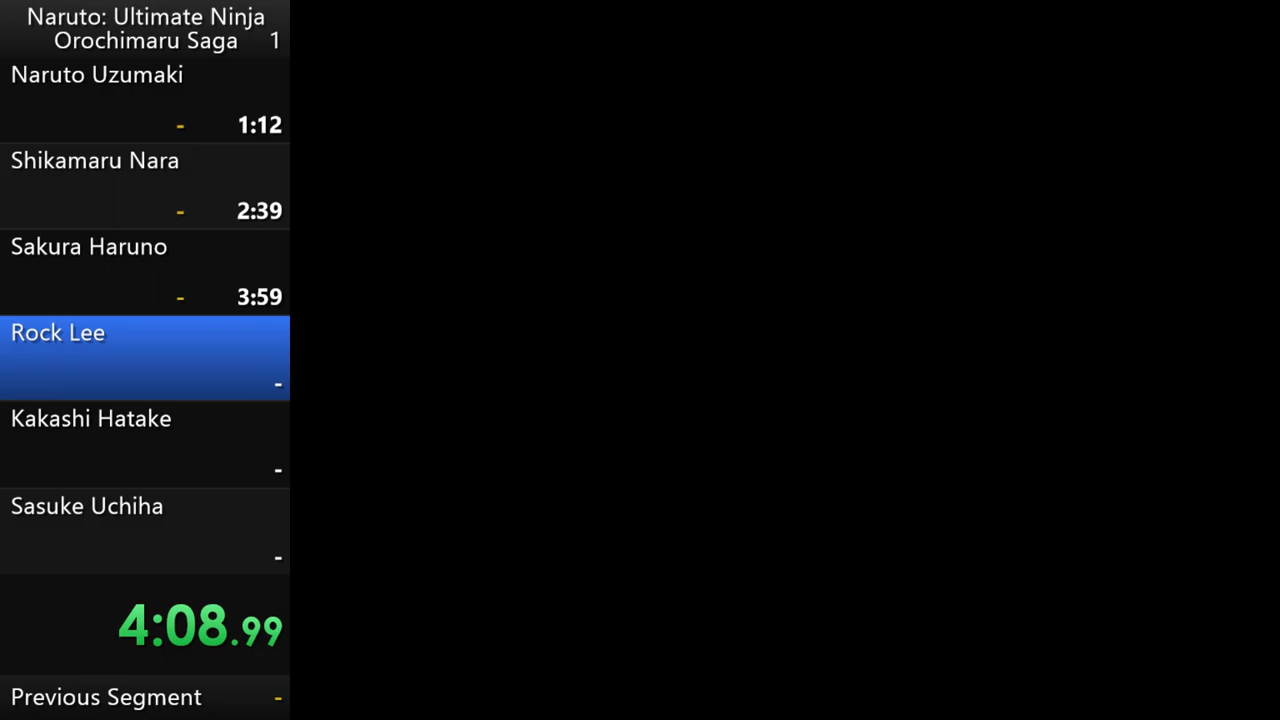 Naruto: Ultimate Ninja
Orochimaru Saga 1
Naruto Uzumaki
- 1:12
Shikamaru Nara
- 2:39
Sakura Haruno
- 3:59
Rock Lee
-
Kakashi Hatake
-
Sasuke Uchiha
-
4:08.99
Previous Segment -